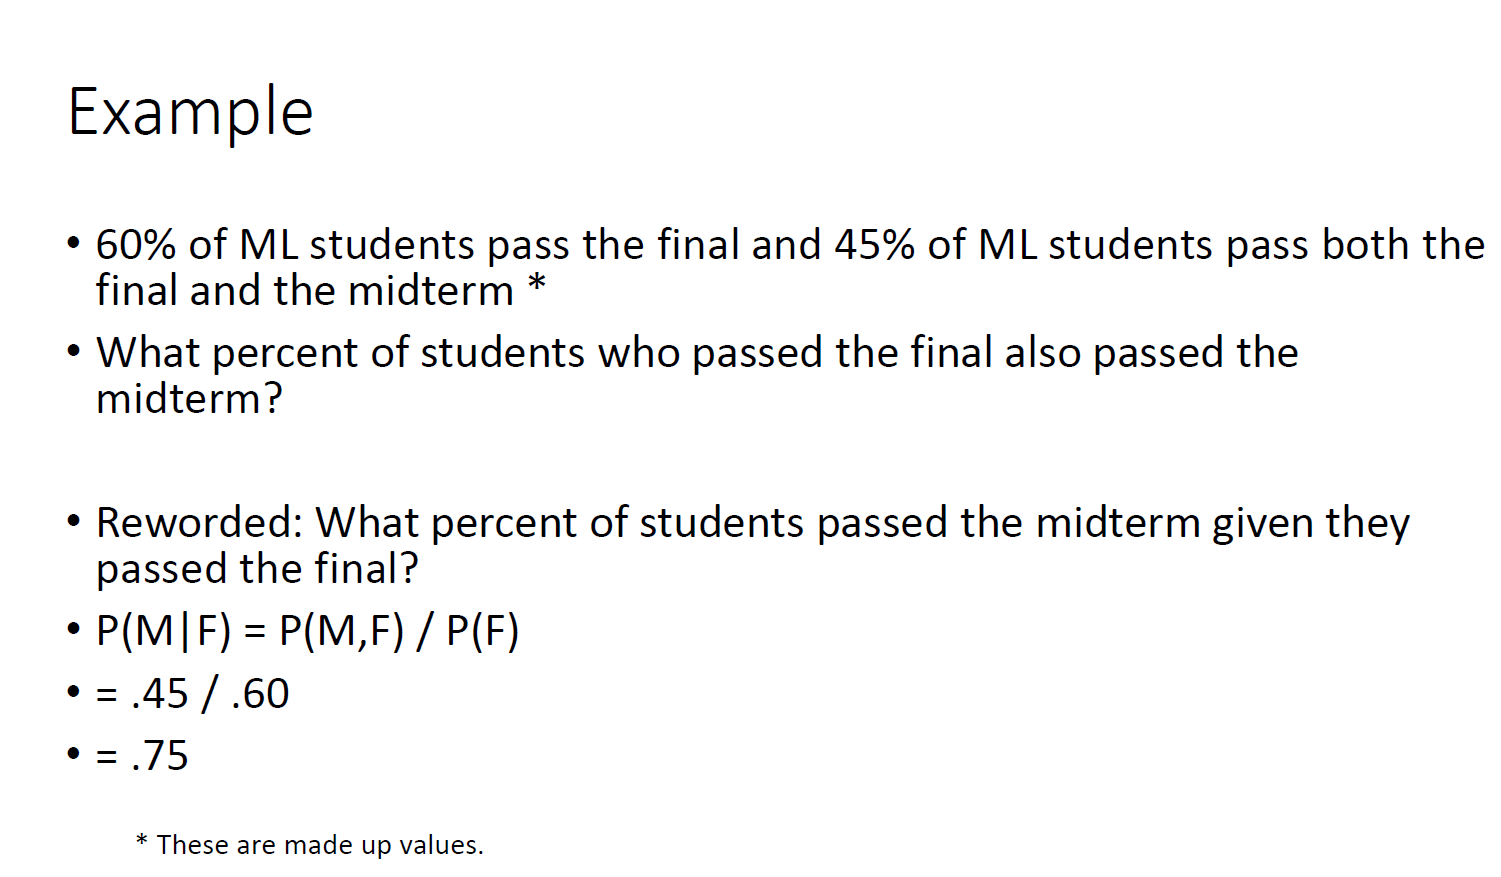 Example
• 60% of ML students pass the final and 45% of ML students pass both the
final and the midterm *
• What percent of students who passed the final also passed the
midterm?
• Reworded: What percent of students passed the midterm given they
passed the final?
• P(M|F) = P(M,F) / P(F)
• = .45 / .60
• = .75
* These are made up values.